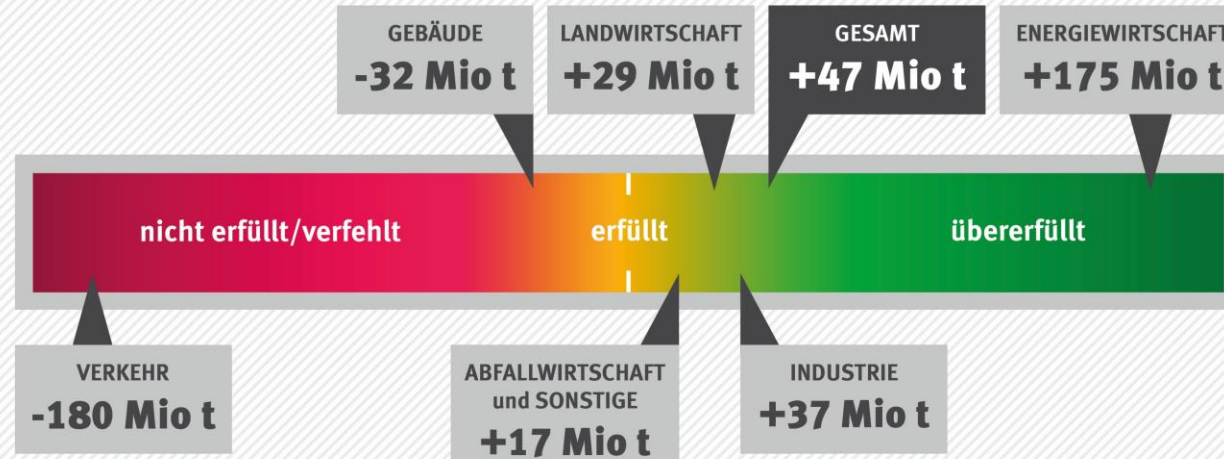 GEBÄUDE
-32 Mio t
LANDWIRTSCHAFT
+29 Mio t
GESAMT
+47 Mio t
ENERGIEWIRTSCHAFT
+175 Mio t
nicht erfüllt/verfehlt
erfüllt
übererfüllt
VERKEHR
-180 Mio t
ABFALLWIRTSCHAFT
und SONSTIGE
+17 Mio t
INDUSTRIE
+37 Mio t